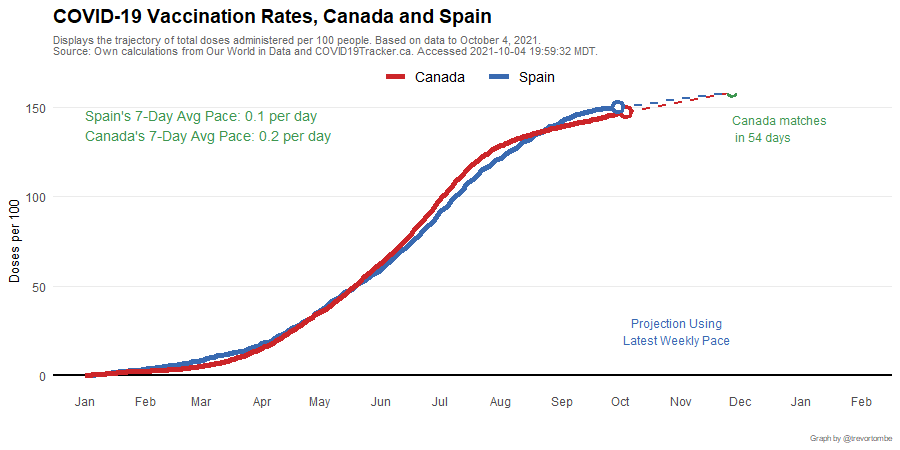 COVID-19 Vaccination Rates, Canada and Spain
Displays the trajectory of total doses administered per 100 people. Based on data to October 4, 2021.
Source: Own calculations from Our World in Data and COVID19Tracker.ca. Accessed 2021-10-04 19:59:32 MDT.
Canada Spain
Spain's 7-Day Avg Pace: 0.1 per day
Canada's 7-Day Avg Pace: 0.2 per day
Canada matches
in 54 days
Projection Using
Latest Weekly Pace
Doses per 100
150
100
50
0
Jan Feb Mar Apr May Jun Jul Aug Sep Oct Nov Dec Jan Feb
Graph by @trevortombe